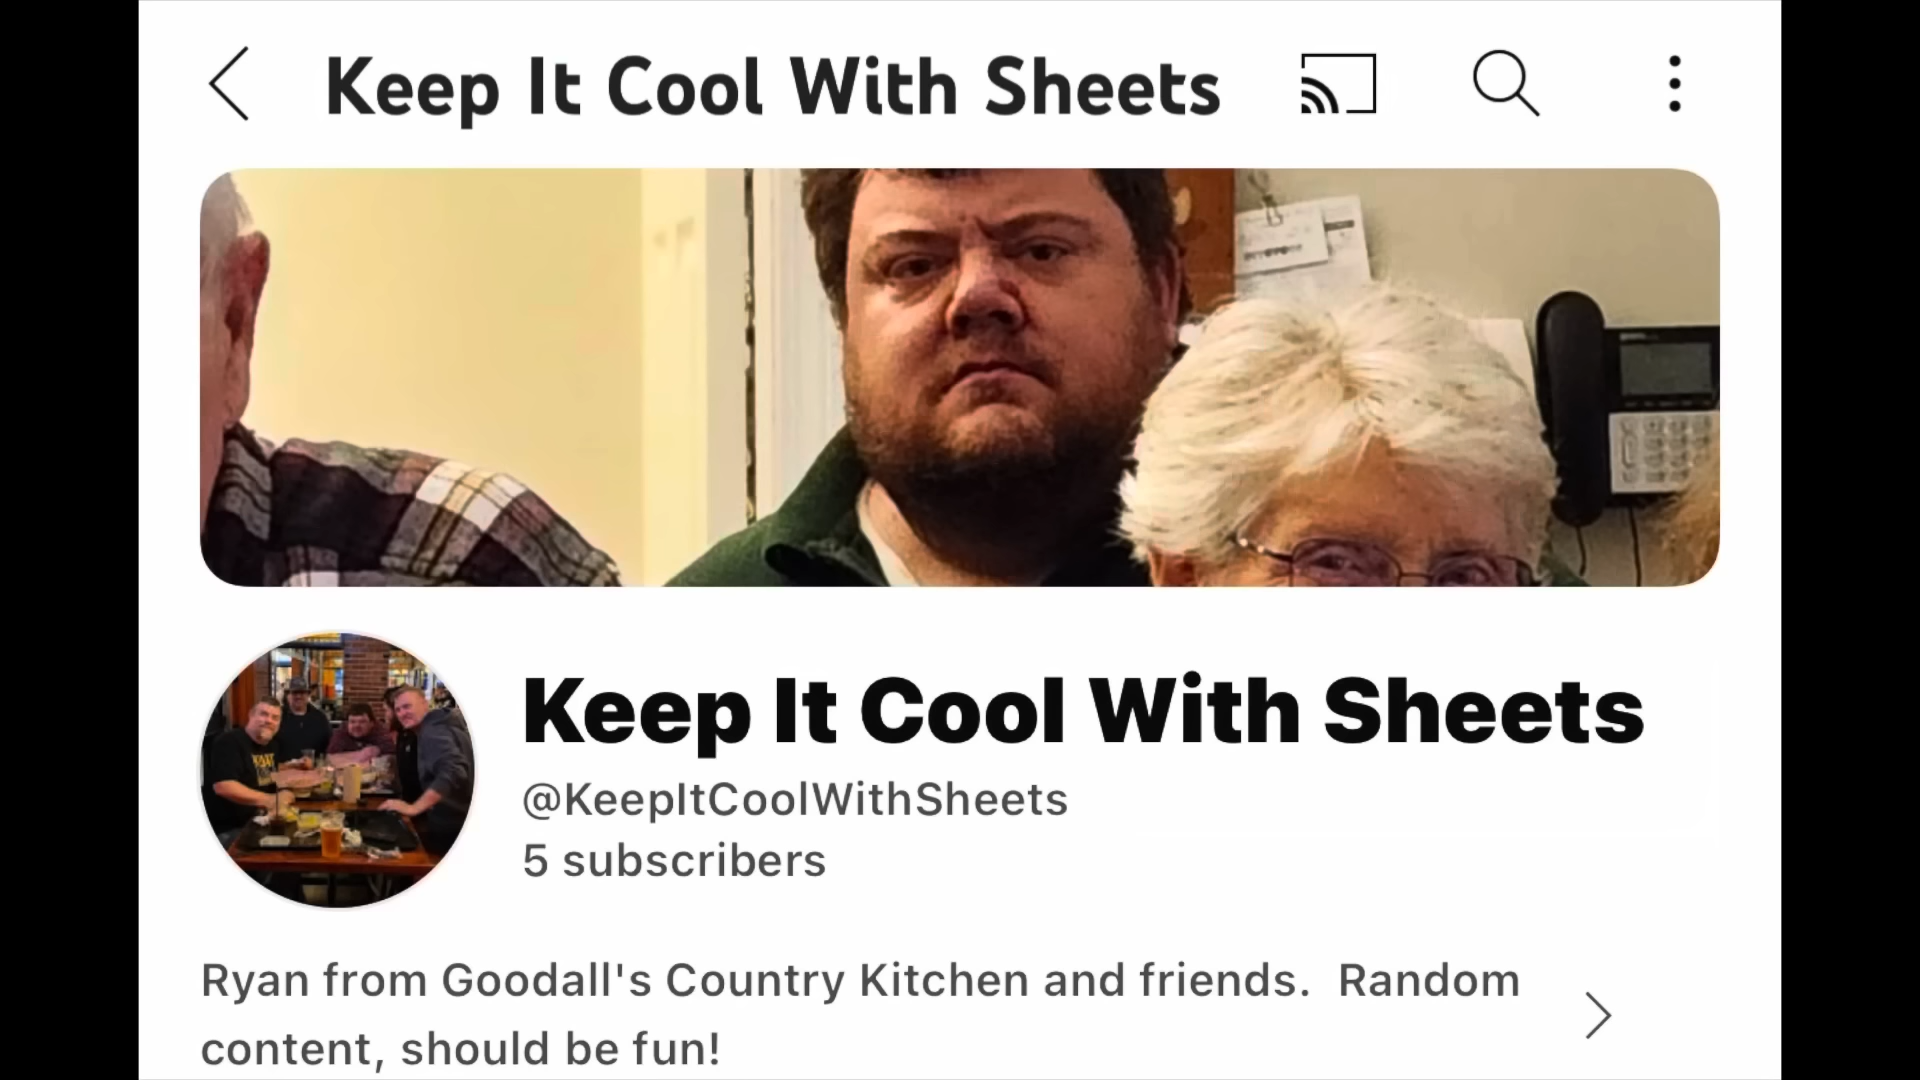 Keep It Cool With Sheets
Keep It Cool With Sheets
@KeepItCoolWithSheets
5 subscribers
Ryan from Goodall's Country Kitchen and friends.  Random
content, should be fun!